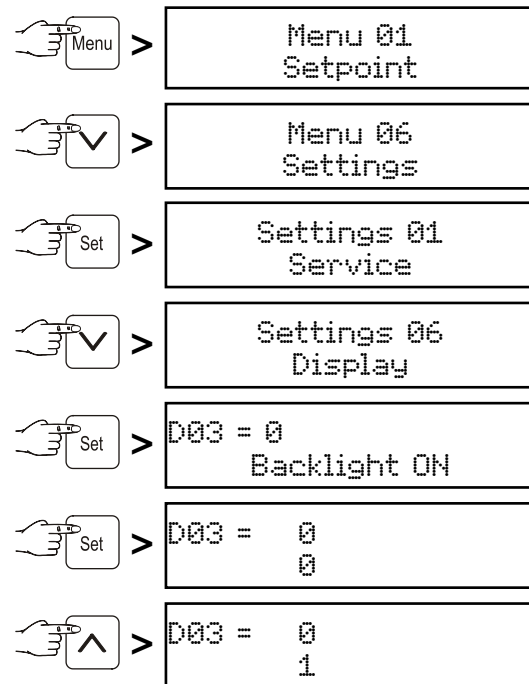 Menu > Menu 01
Setpoint
> Menu 06
Settings
Set > Settings 01
Service
> Settings 06
Display
Set > D03 = 0
Backlight ON
Set > D03 = 0
0
> D03 = 0
1